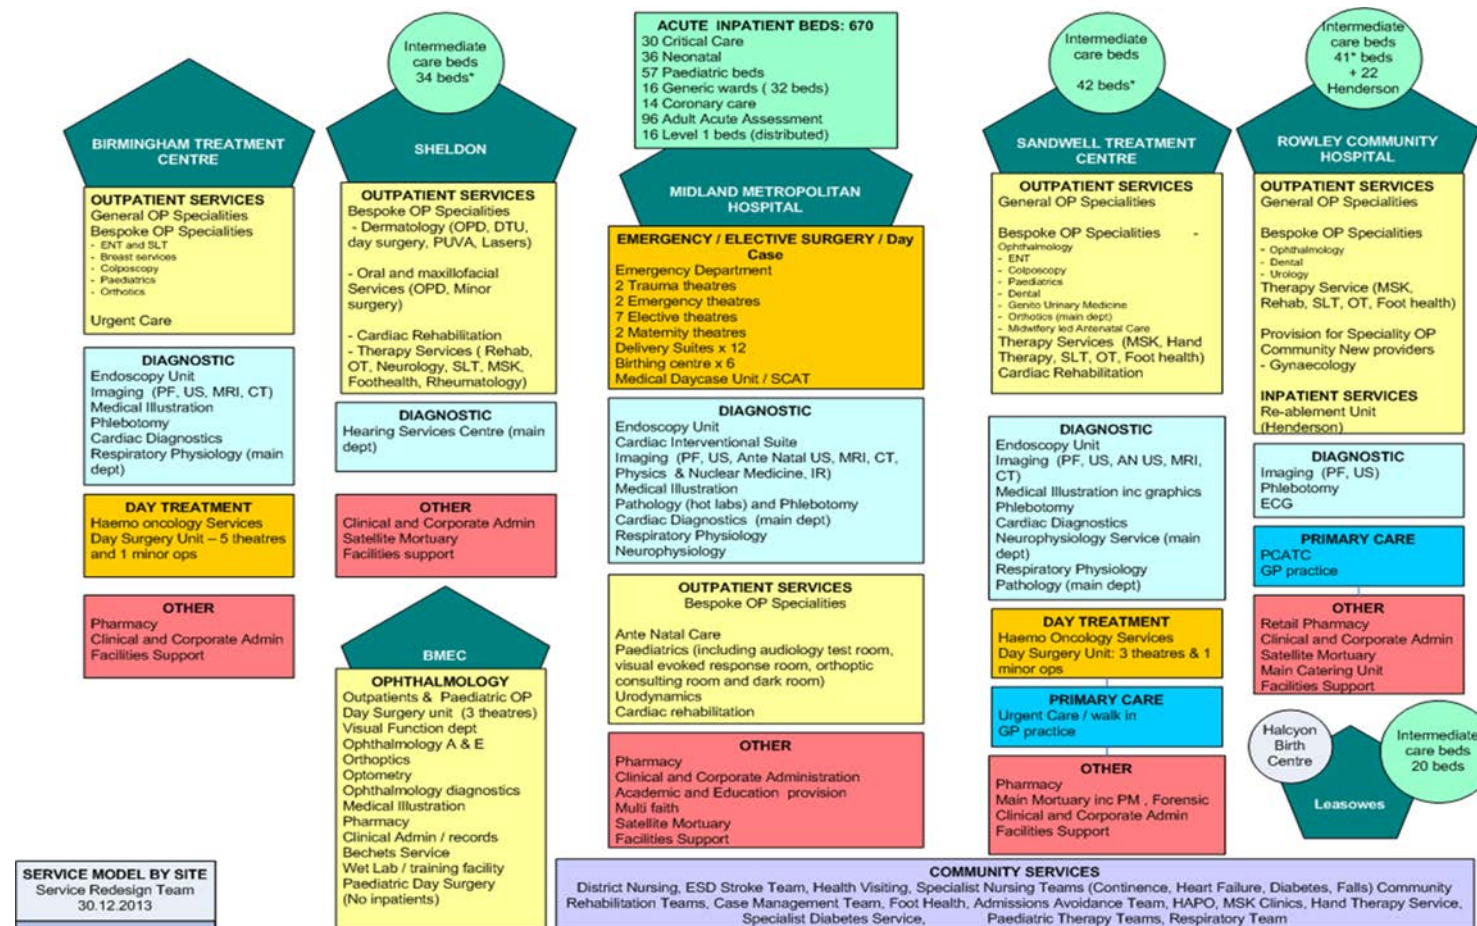 BIRMINGHAM TREATMENT
CENTRE
OUTPATIENT SERVICES
General OP Specialities
Bespoke OP Specialities
- ENT and SLT
- Breast services
- Colposcopy
- Paediatrics
- Orthotics
Urgent Care
DIAGNOSTIC
Endoscopy Unit
Imaging (PF, US, MRI, CT)
Medical Illustration
Phlebotomy
Cardiac Diagnostics
Respiratory Physiology (main
dept)
DAY TREATMENT
Haemo oncology Services
Day Surgery Unit – 5 theatres
and 1 minor ops
OTHER
Pharmacy
Clinical and Corporate Admin
Facilities Support
Intermediate
care beds
34 beds*
SHELDON
OUTPATIENT SERVICES
Bespoke OP Specialities
- Dermatology (OPD, DTU,
day surgery, PUVA, Lasers)
- Oral and maxillofacial
Services (OPD, Minor
surgery)
- Cardiac Rehabilitation
- Therapy Services ( Rehab,
OT, Neurology, SLT, MSK,
Foothealth, Rheumatology)
DIAGNOSTIC
Hearing Services Centre (main
dept)
OTHER
Clinical and Corporate Admin
Satellite Mortuary
Facilities support
BMEC
OPHTHALMOLOGY
Outpatients & Paediatric OP
Day Surgery unit (3 theatres)
Visual Function dept
Ophthalmology A & E
Orthoptics
Optometry
Ophthalmology diagnostics
Medical Illustration
Pharmacy
Clinical Admin / records
Bechets Service
Wet Lab / training facility
Paediatric Day Surgery
(No inpatients)
ACUTE INPATIENT BEDS: 670
30 Critical Care
36 Neonatal
57 Paediatric beds
16 Generic wards ( 32 beds)
14 Coronary care
96 Adult Acute Assessment
16 Level 1 beds (distributed)
MIDLAND METROPOLITAN
HOSPITAL
EMERGENCY / ELECTIVE SURGERY / Day
Case
Emergency Department
2 Trauma theatres
2 Emergency theatres
7 Elective theatres
2 Maternity theatres
Delivery Suites x 12
Birthing centre x 6
Medical Daycase Unit / SCAT
DIAGNOSTIC
Endoscopy Unit
Cardiac Interventional Suite
Imaging (PF, US, Ante Natal US, MRI, CT,
Physics & Nuclear Medicine, IR)
Medical Illustration
Pathology (hot labs) and Phlebotomy
Cardiac Diagnostics (main dept)
Respiratory Physiology
Neurophysiology
OUTPATIENT SERVICES
Bespoke OP Specialities
Ante Natal Care
Paediatrics (including audiology test room,
visual evoked response room, orthoptic
consulting room and dark room)
Urodynamics
Cardiac rehabilitation
OTHER
Pharmacy
Clinical and Corporate Administration
Academic and Education provision
Multi faith
Satellite Mortuary
Facilities Support
Intermediate
care beds
42 beds*
SANDWELL TREATMENT
CENTRE
OUTPATIENT SERVICES
General OP Specialities
Bespoke OP Specialities -
Ophthalmology
- ENT
- Colposcopy
- Paediatrics
- Dental
- Genito Urinary Medicine
- Orthotics (main dept)
- Midwifery led Antenatal Care
Therapy Services (MSK, Hand
Therapy, SLT, OT, Foot health)
Cardiac Rehabilitation
DIAGNOSTIC
Endoscopy Unit
Imaging (PF, US, AN US, MRI,
CT)
Medical Illustration inc graphics
Phlebotomy
Cardiac Diagnostics
Neurophysiology Service (main
dept)
Respiratory Physiology
Pathology (main dept)
DAY TREATMENT
Haemo Oncology Services
Day Surgery Unit: 3 theatres & 1
minor ops
PRIMARY CARE
Urgent Care / walk in
GP practice
OTHER
Pharmacy
Main Mortuary inc PM , Forensic
Clinical and Corporate Admin
Facilities Support
Intermediate
care beds
41* beds
+ 22
Henderson
ROWLEY COMMUNITY
HOSPITAL
OUTPATIENT SERVICES
General OP Specialities
Bespoke OP Specialities
- Ophthalmology
- Dental
- Urology
Therapy Service (MSK,
Rehab, SLT, OT, Foot health)
Provision for Speciality OP
Community New providers
- Gynaecology
INPATIENT SERVICES
Re-ablement Unit
(Henderson)
DIAGNOSTIC
Imaging (PF, US)
Phlebotomy
ECG
PRIMARY CARE
PCATC
GP practice
OTHER
Retail Pharmacy
Clinical and Corporate Admin
Satellite Mortuary
Main Catering Unit
Facilities Support
Halcyon
Birth
Centre
Intermediate
care beds
20 beds
Leasowes
SERVICE MODEL BY SITE
Service Redesign Team
30.12.2013
COMMUNITY SERVICES
District Nursing, ESD Stroke Team, Health Visiting, Specialist Nursing Teams (Continence, Heart Failure, Diabetes, Falls) Community
Rehabilitation Teams, Case Management Team, Foot Health, Admissions Avoidance Team, HAPO, MSK Clinics, Hand Therapy Service,
Specialist Diabetes Service, Paediatric Therapy Teams, Respiratory Team